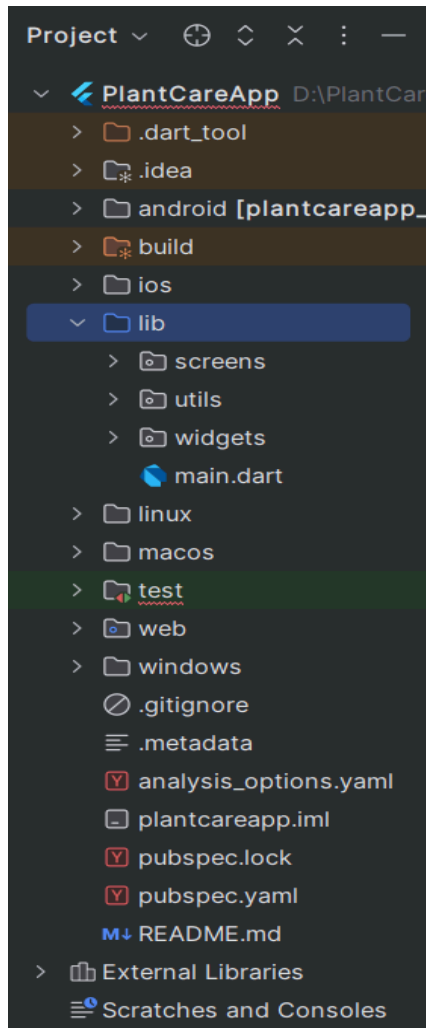 Project
PlantCareApp D:\PlantCar
.dart_tool
.idea
android [plantcareapp_
build
ios
lib
screens
utils
widgets
main.dart
linux
macos
test
web
windows
.gitignore
.metadata
Y analysis_options.yaml
plantcareapp.iml
Y pubspec.lock
Y pubspec.yaml
M↓ README.md
External Libraries
Scratches and Consoles